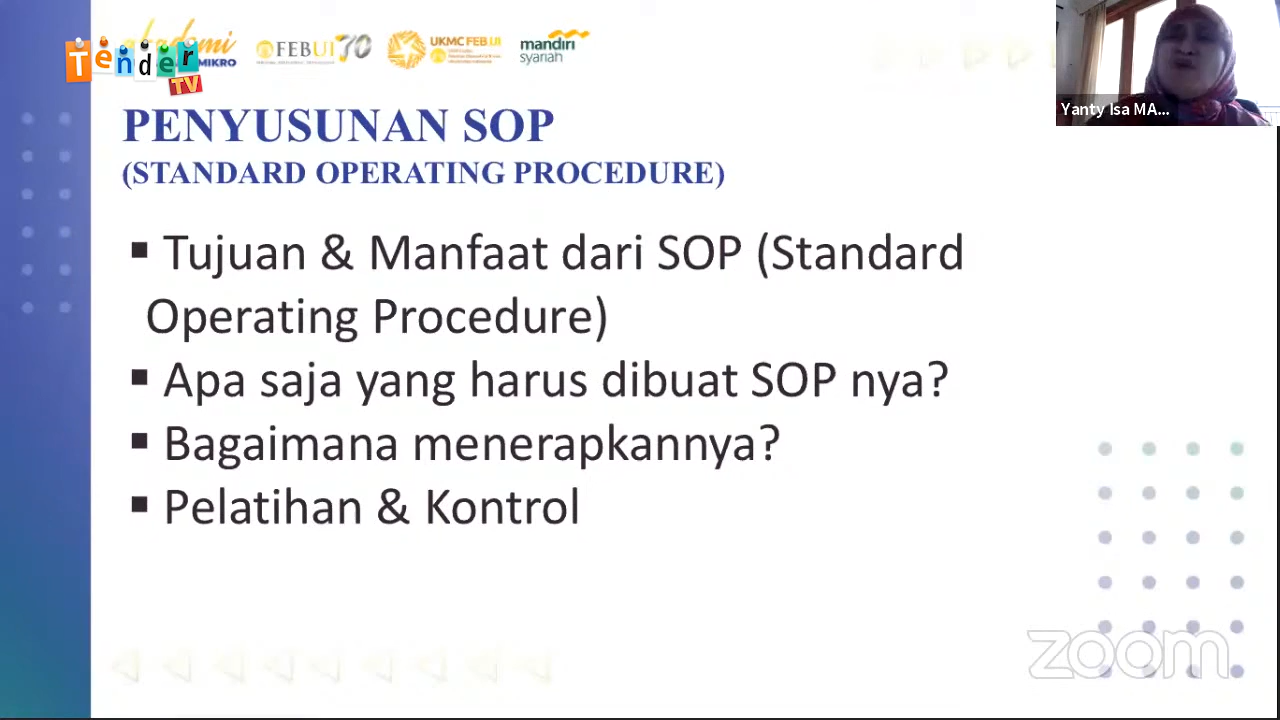 Tender
TV
MIKRO
FEBUI 70
UKMC FEB.UI
mandiri
syariah
Yanty Isa MA...
PENYUSUNAN SOP
(STANDARD OPERATING PROCEDURE)
▪ Tujuan & Manfaat dari SOP (Standard
Operating Procedure)
▪ Apa saja yang harus dibuat SOP nya?
▪ Bagaimana menerapkannya?
▪ Pelatihan & Kontrol
zoom